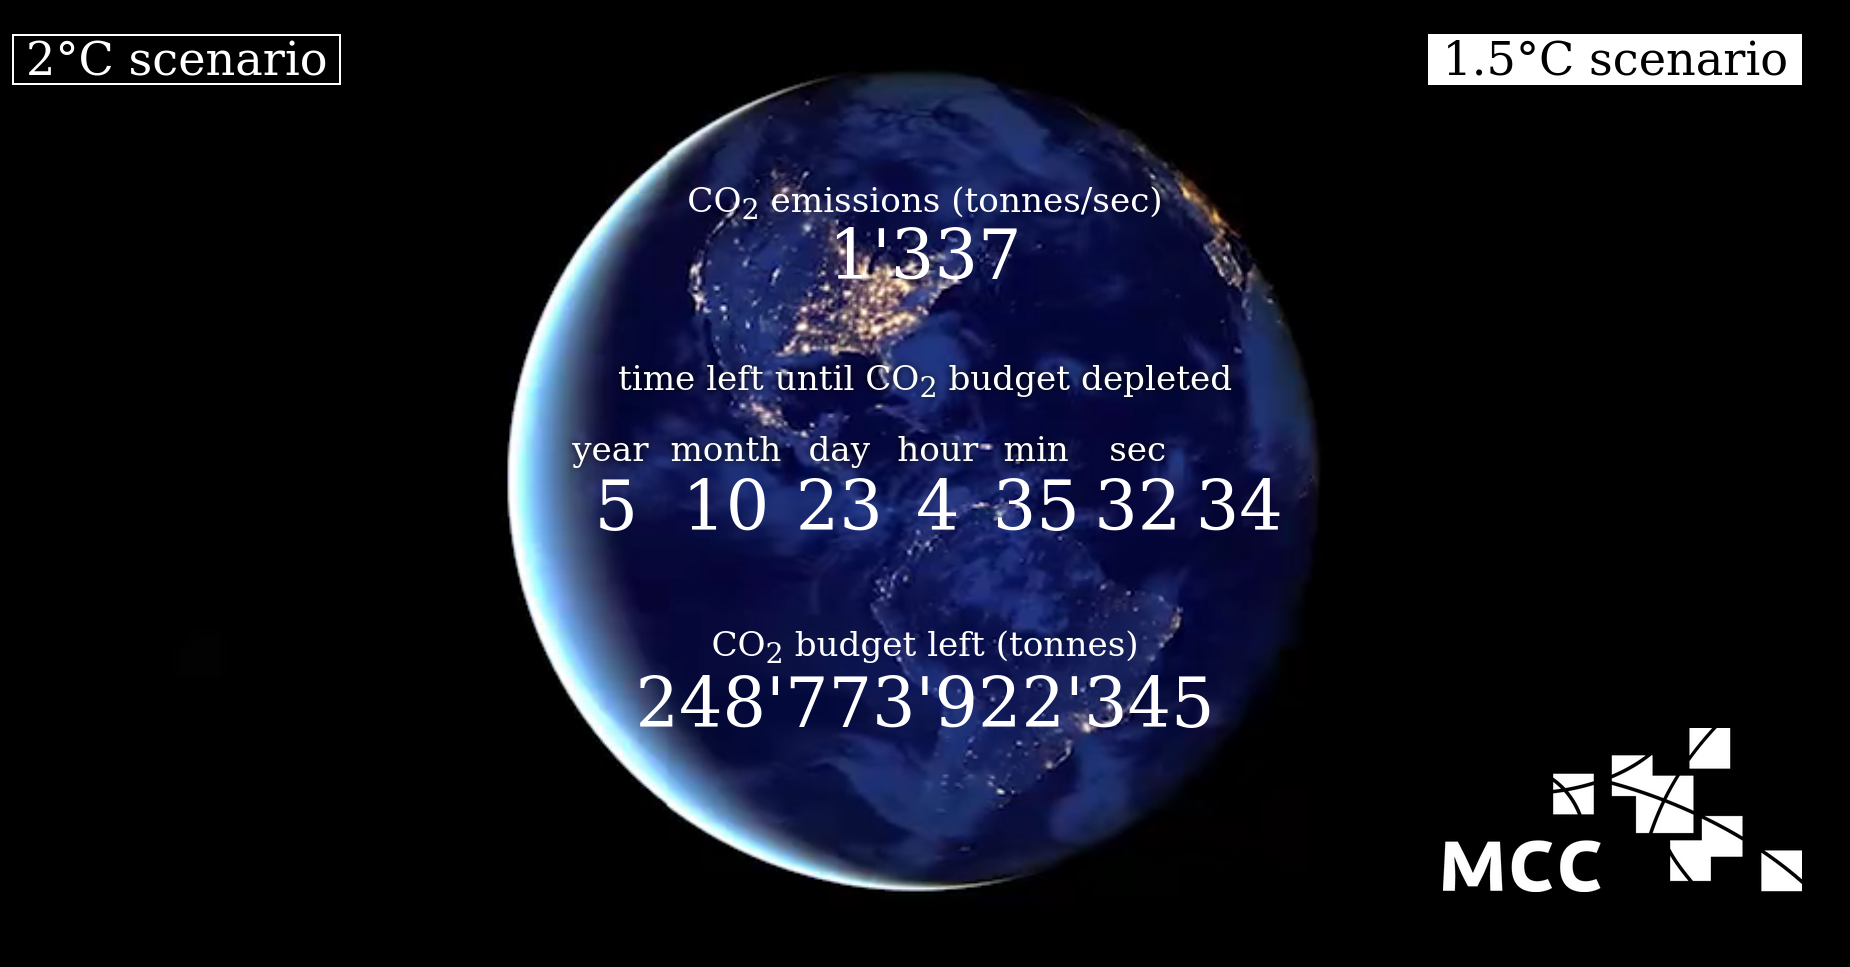 2°C scenario
1.5°C scenario
CO₂ emissions (tonnes/sec)
1'337
time left until CO₂ budget depleted
year month day hour min sec
5 10 23 4 35 32 34
CO₂ budget left (tonnes)
248'773'922'345
MCC